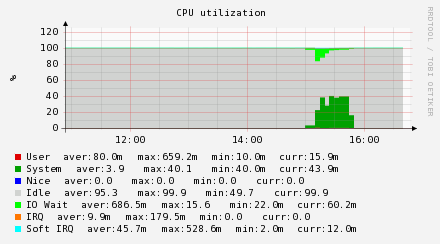 CPU utilization
RRDTOOL / TOBI OETIKER
120
100
80
60
40
20
0
%
12:00 14:00 16:00
User aver:80.0m max:659.2m min:10.0m curr:15.9m
System aver:3.9 max:40.1 min:40.0m curr:43.9m
Nice aver:0.0 max:0.0 min:0.0 curr:0.0
Idle aver:95.3 max:99.9 min:49.7 curr:99.9
IO Wait aver:686.5m max:15.6 min:22.0m curr:60.2m
IRQ aver:9.9m max:179.5m min:0.0 curr:0.0
Soft IRQ aver:45.7m max:528.6m min:2.0m curr:12.0m